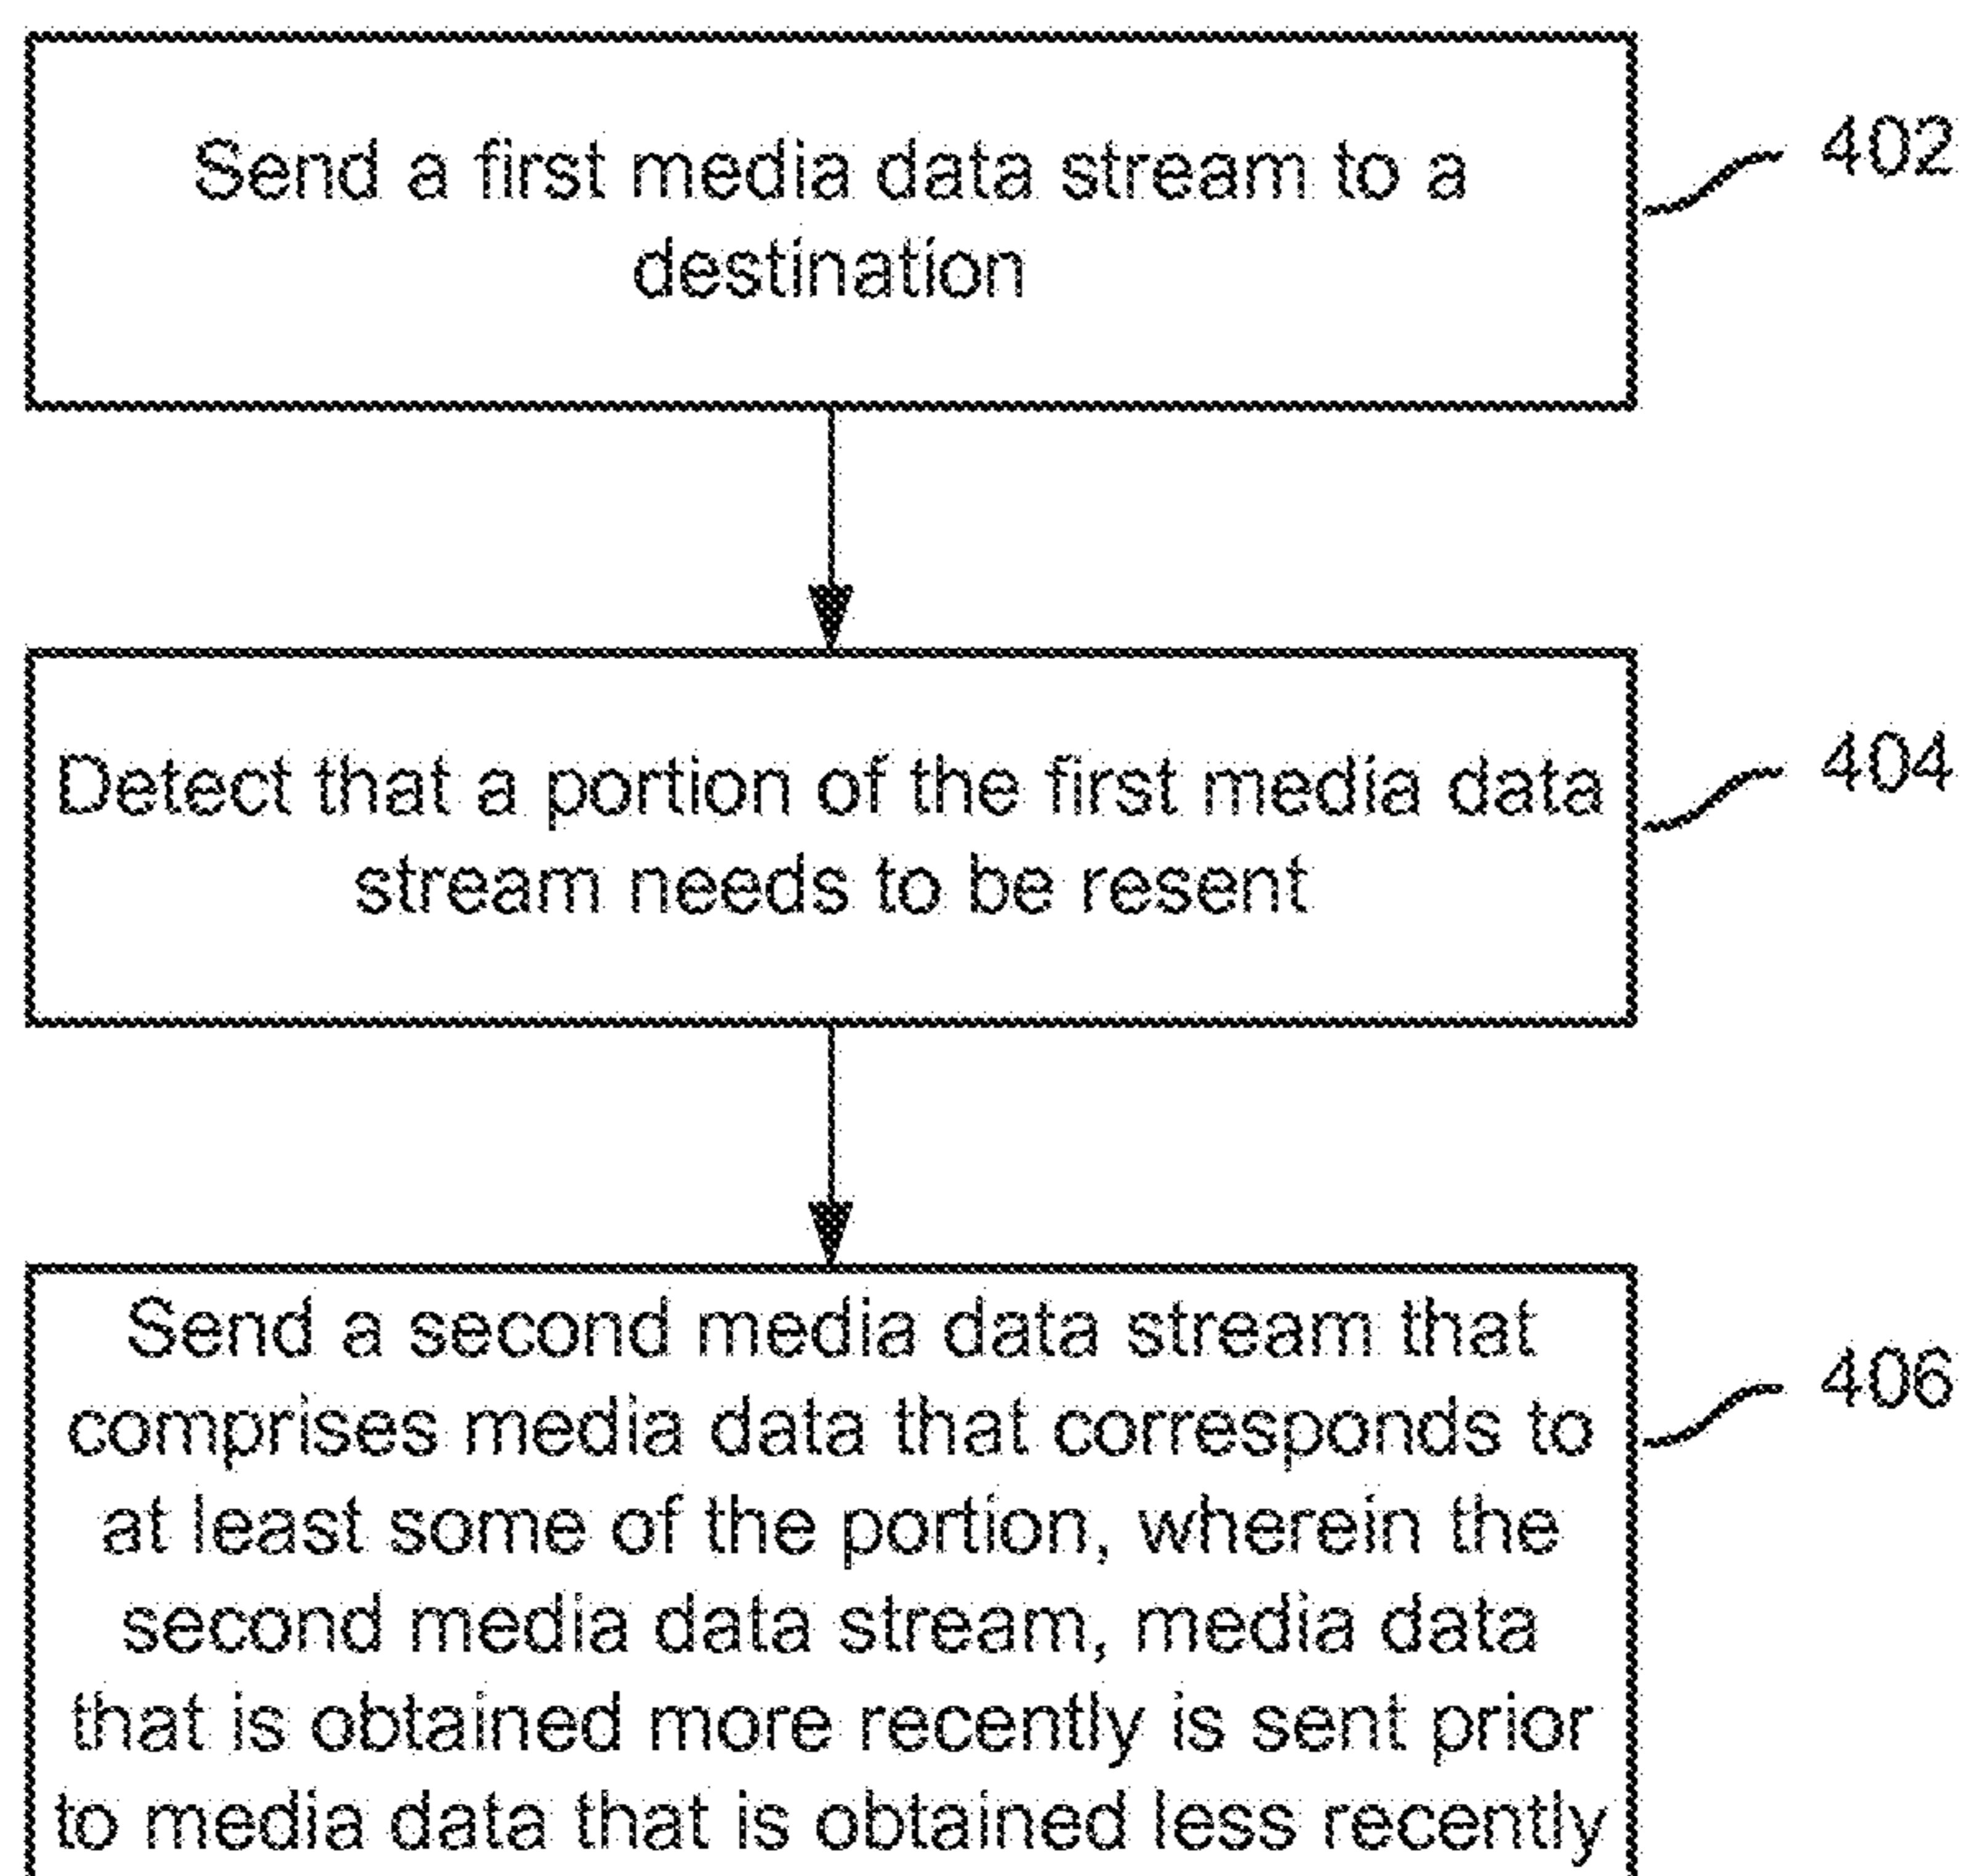 Send a first media data stream to a
destination
402
Detect that a portion of the first media data
stream needs to be resent
404
Send a second media data stream that
comprises media data that corresponds to
at least some of the portion, wherein the
second media data stream, media data
that is obtained more recently is sent prior
to media data that is obtained less recently
406